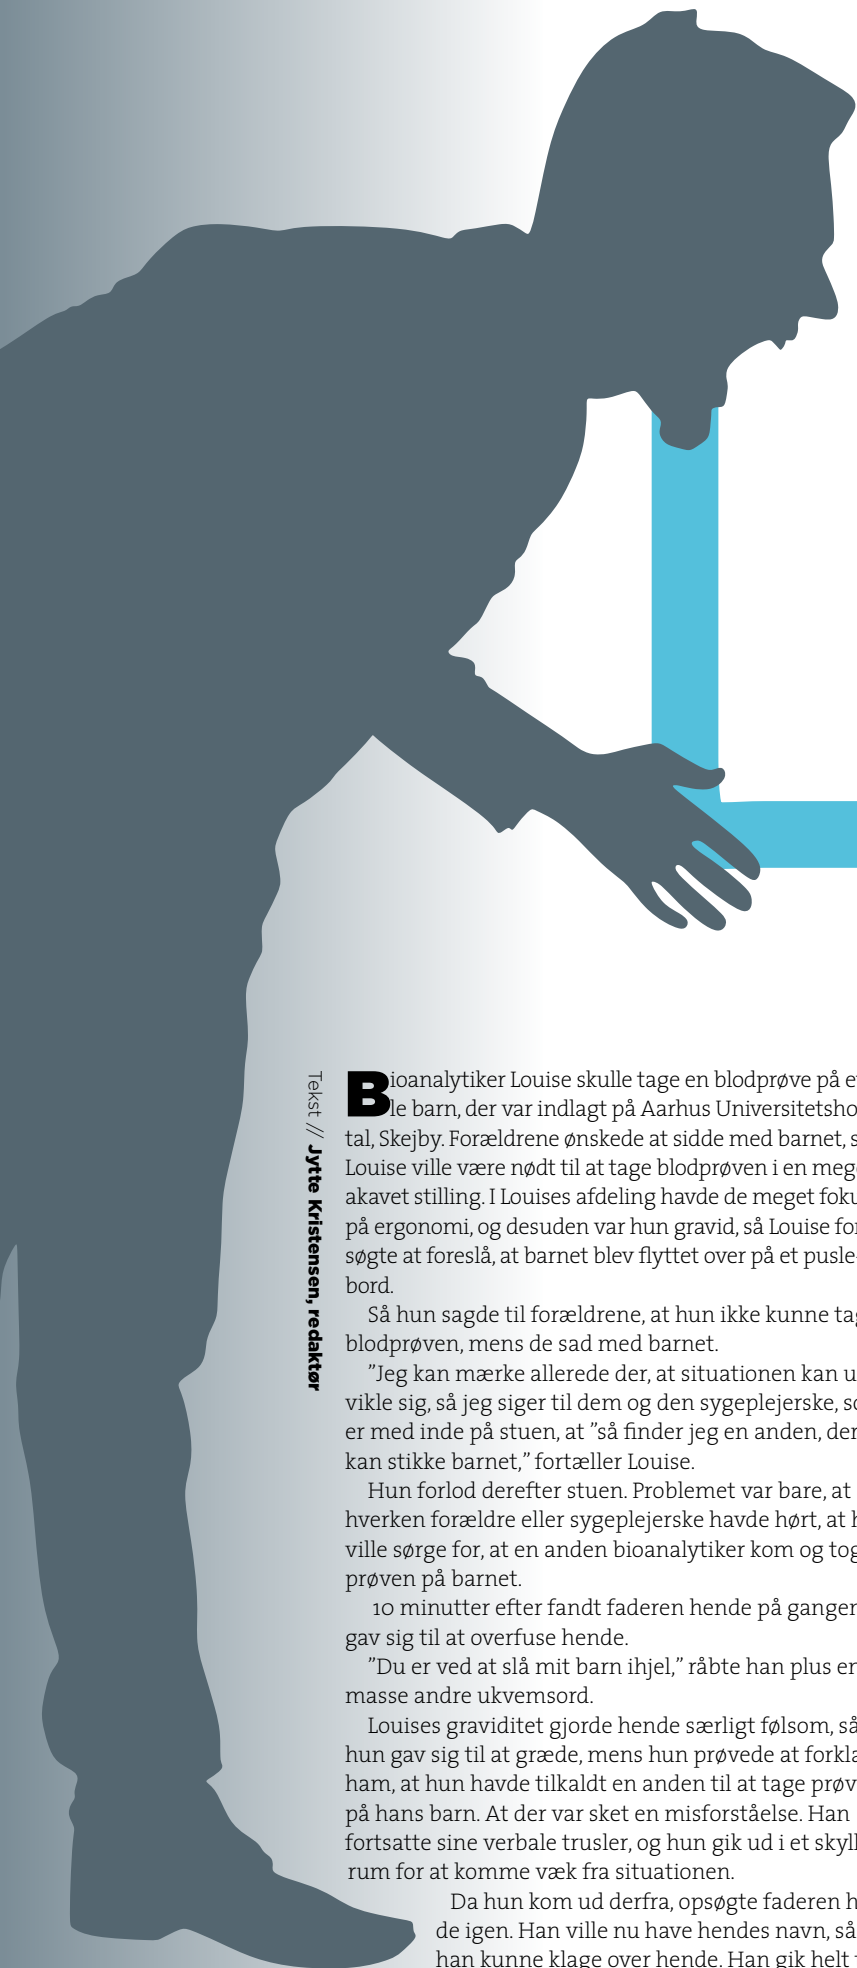 Tekst // Jytte Kristensen, redaktør
Bioanalytiker Louise skulle tage en blodprøve på
le barn, der var indlagt på Aarhus Universitetsho
tal, Skejby. Forældrene ønskede at sidde med barnet, s
Louise ville være nødt til at tage blodprøven i en meg
akavet stilling. I Louises afdeling havde de meget foku
på ergonomi, og desuden var hun gravid, så Louise for
søgte at foreslå, at barnet blev flyttet over på et pusle-
bord.
Så hun sagde til forældrene, at hun ikke kunne tag
blodprøven, mens de sad med barnet.
”Jeg kan mærke allerede der, at situationen kan u
vikle sig, så jeg siger til dem og den sygeplejerske, so
er med inde på stuen, at ”så finder jeg en anden, der
kan stikke barnet,” fortæller Louise.
Hun forlod derefter stuen. Problemet var bare, at
hverken forældre eller sygeplejerske havde hørt, at h
ville sørge for, at en anden bioanalytiker kom og tog
prøven på barnet.
10 minutter efter fandt faderen hende på gangen
gav sig til at overfuse hende.
”Du er ved at slå mit barn ihjel,” råbte han plus en
masse andre ukvemsord.
Louises graviditet gjorde hende særligt følsom, så
hun gav sig til at græde, mens hun prøvede at forkla
ham, at hun havde tilkaldt en anden til at tage prøv
på hans barn. At der var sket en misforståelse. Han
fortsatte sine verbale trusler, og hun gik ud i et skyll
rum for at komme væk fra situationen.
Da hun kom ud derfra, opsøgte faderen h
de igen. Han ville nu have hendes navn, så
han kunne klage over hende. Han gik helt